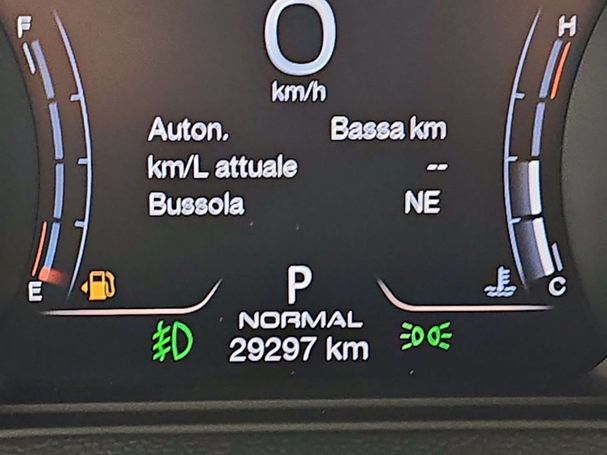 F H
0
km/h
Auton. Bassa km
km/L attuale --
Bussola NE
E P C
NORMAL
29297 km